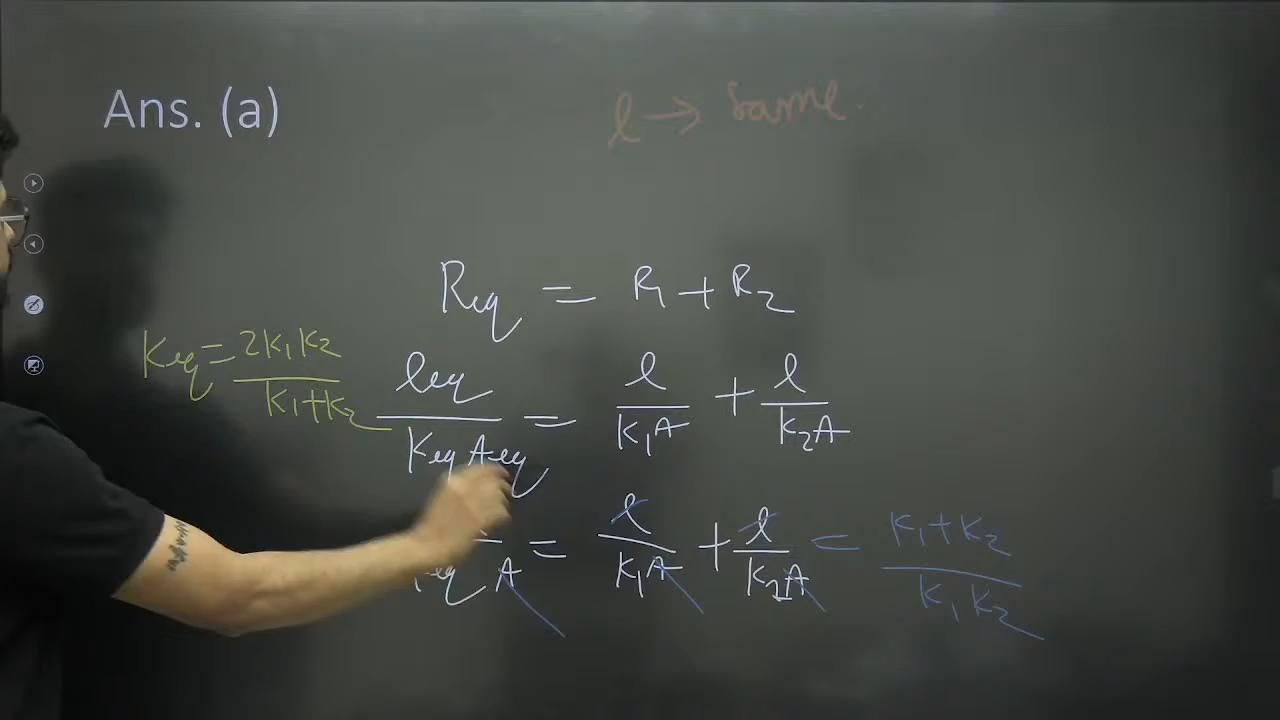 Ans. (a)
l → same.
Req = R1 + R2
Keq = 2K1K2 / K1+K2
leq / Keq Aeq = l / K1A + l / K2A
eq A = l / K1A + l / K2A = K1+K2 / K1K2